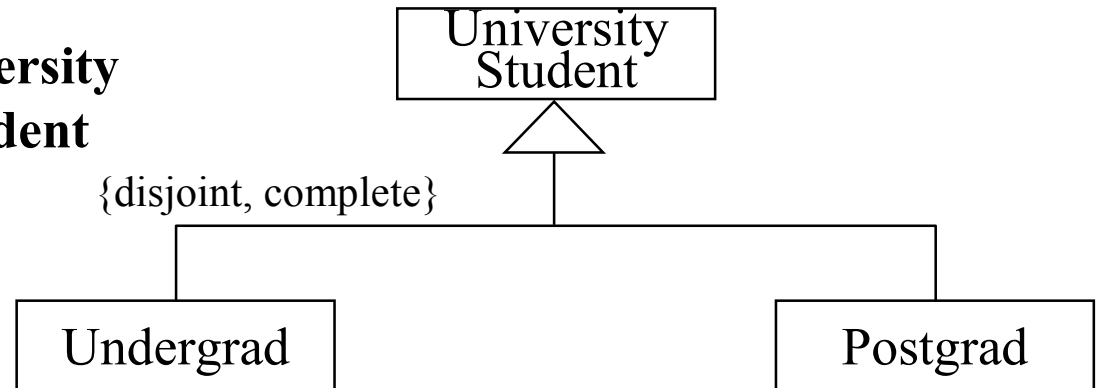 University
Student
ersity
dent
{disjoint, complete}
Undergrad
Postgrad